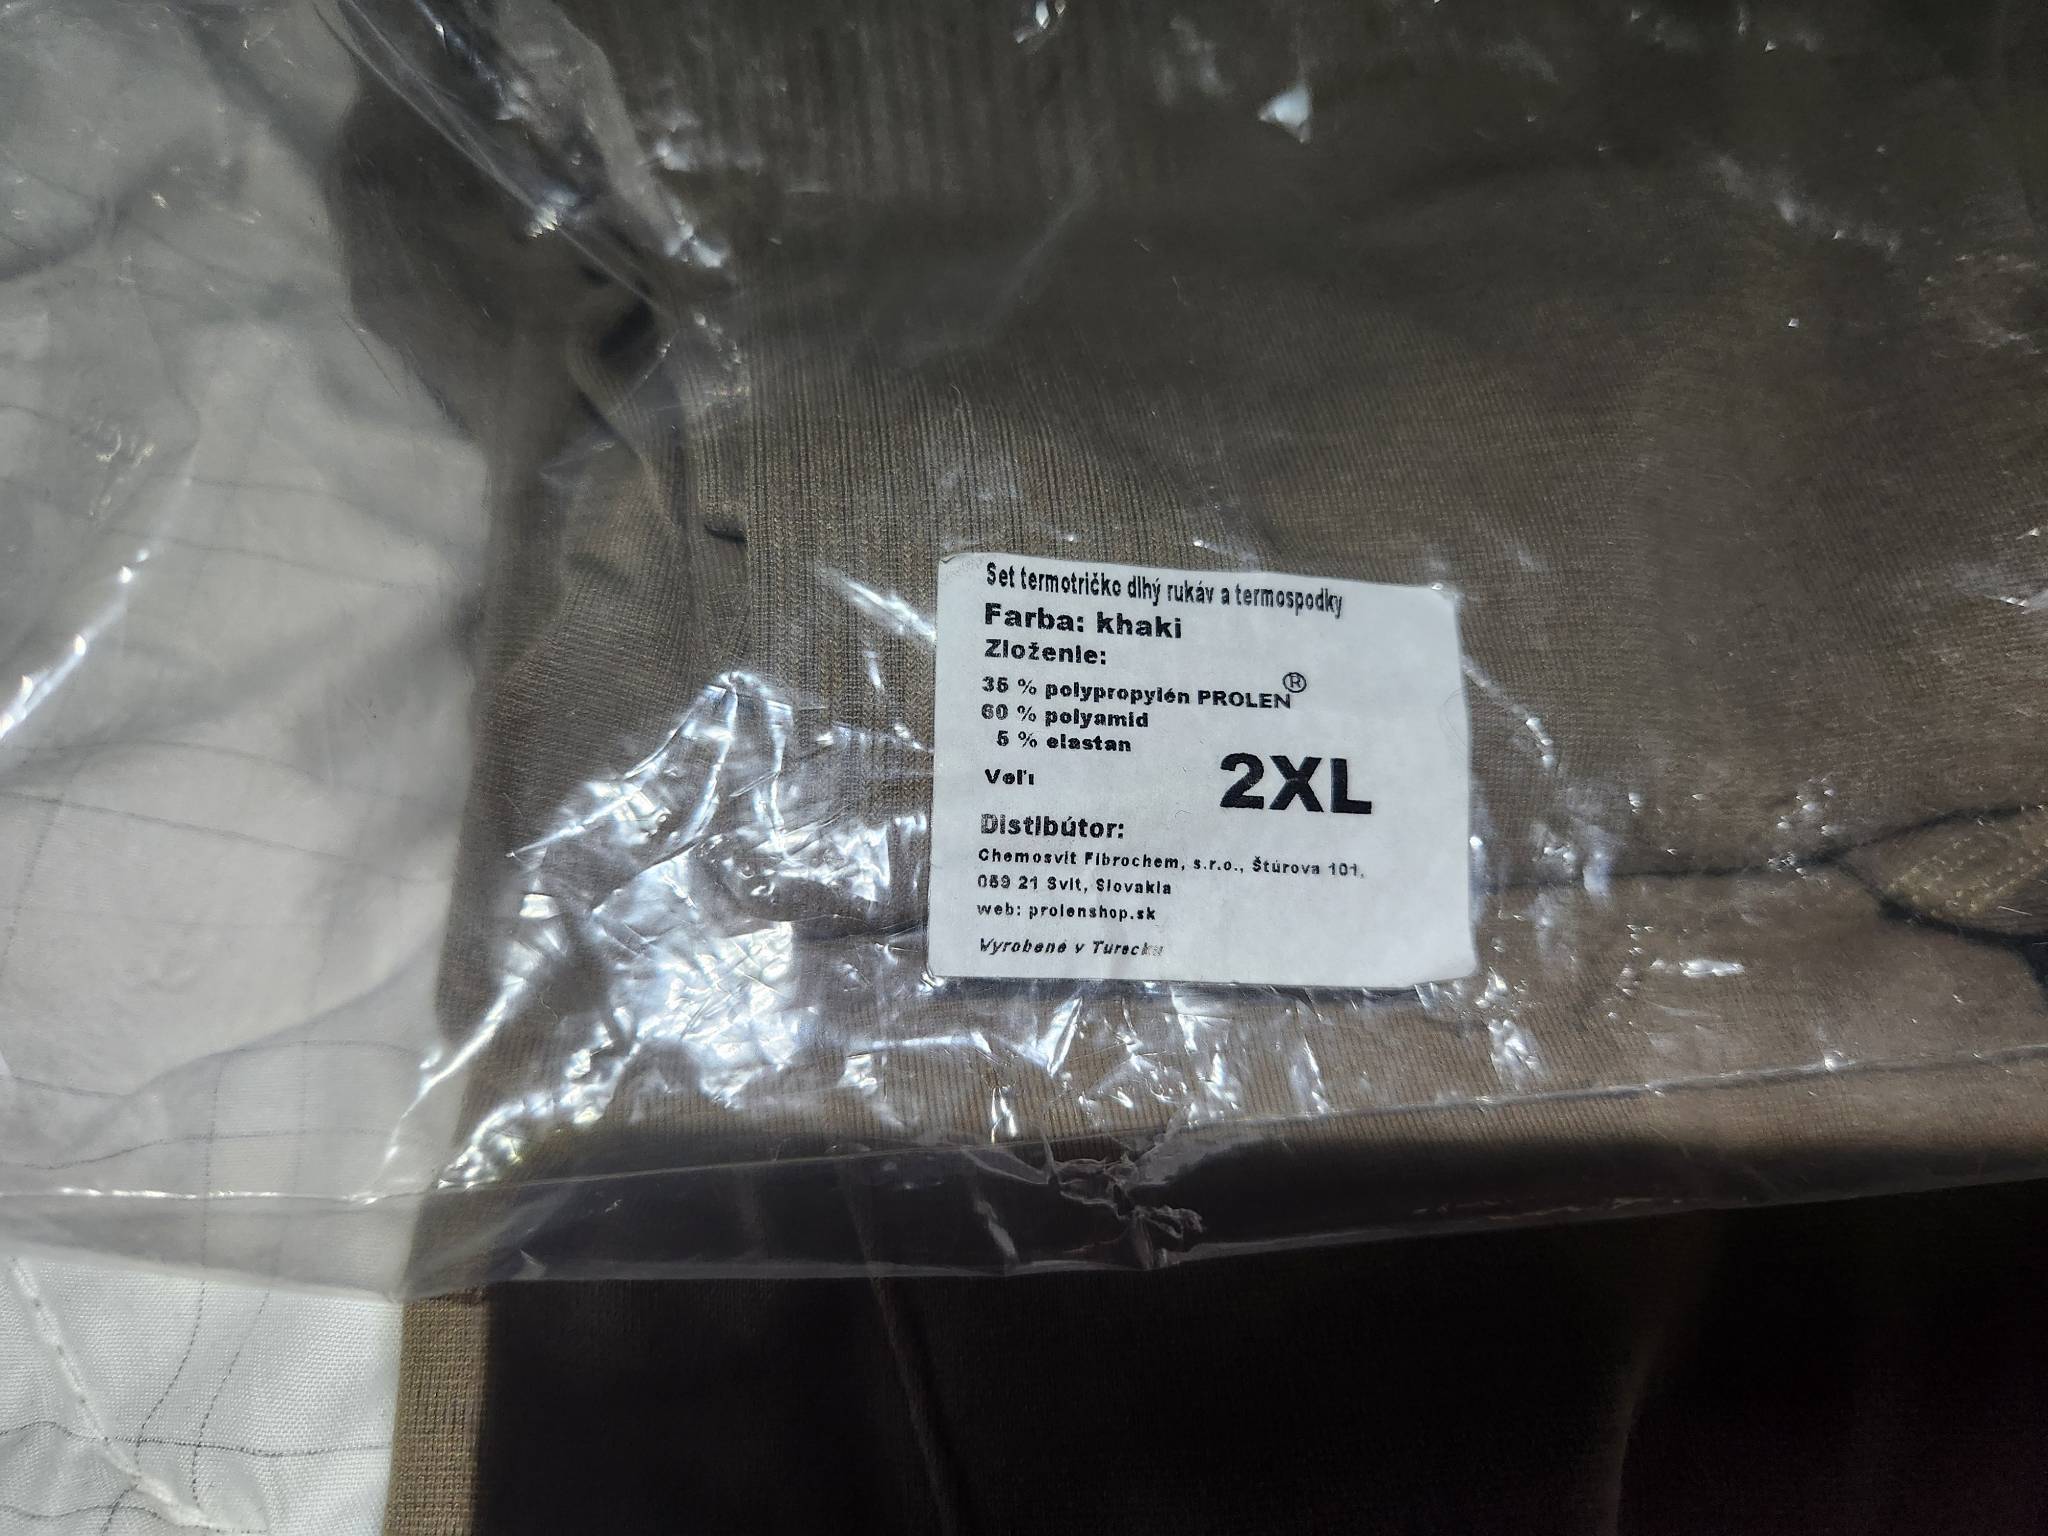 Set termotričko dlhý rukáv a termospodky
Farba: khaki
Zloženie:
35 % polypropylén PROLEN®
60 % polyamid
5 % elastan
Veľ.
2XL
Distibútor:
Chemosvit Fibrochem, s.r.o., Štúrova 101,
059 21 Svit, Slovakia
web: prolenshop.sk
Vyrobené v Turecku